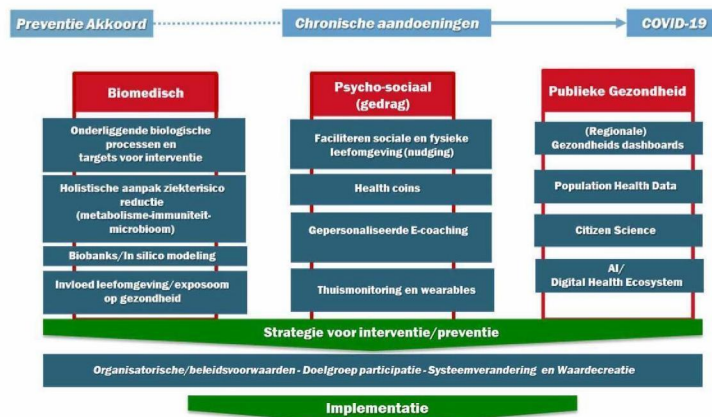 Preventie Akkoord
Chronische aandoeningen
COVID-19
Biomedisch
Onderliggende biologische
processen en
targets voor interventie
Holistische aanpak ziekterisico
reductie
(metabolisme-immuniteit-
microbioom)
Biobanks/In silico modeling
Invloed leefomgeving/exposoom
op gezondheid
Psycho-sociaal
(gedrag)
Faciliteren sociale en fysieke
leefomgeving (nudging)
Health coins
Gepersonaliseerde E-coaching
Thuismonitoring en wearables
Publieke Gezondheid
(Regionale)
Gezondheids dashboards
Population Health Data
Citizen Science
AI/
Digital Health Ecosystem
Strategie voor interventie/preventie
Organisatorische/beleidsvoorwaarden - Doelgroep participatie - Systeemverandering en Waardecreatie
Implementatie